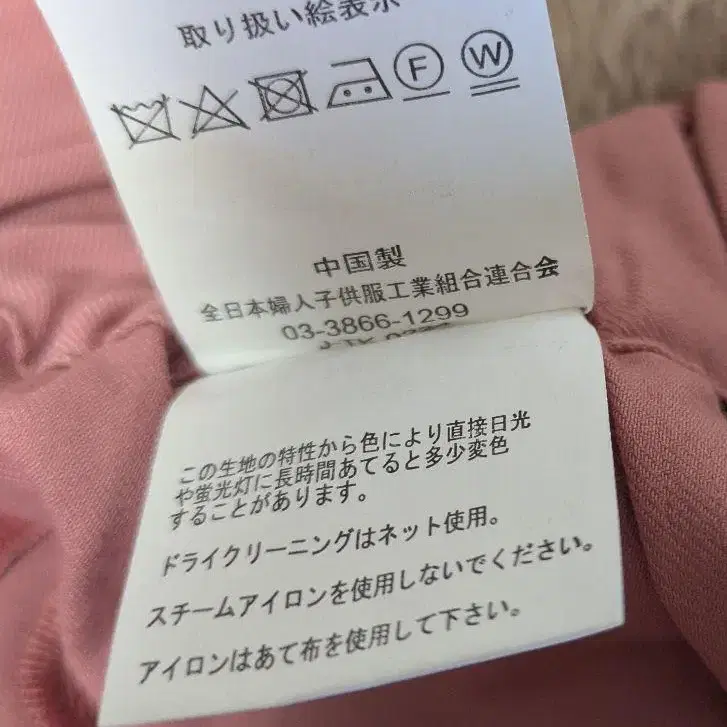 取り扱い絵表示
F W
中国製
全日本婦人子供服工業組合連合会
03-3866-1299
この生地の特性から色により直接日光
や蛍光灯に長時間あてると多少変色
することがあります。
ドライクリーニングはネット使用。
スチームアイロンを使用しないでください。
アイロンはあて布を使用して下さい。